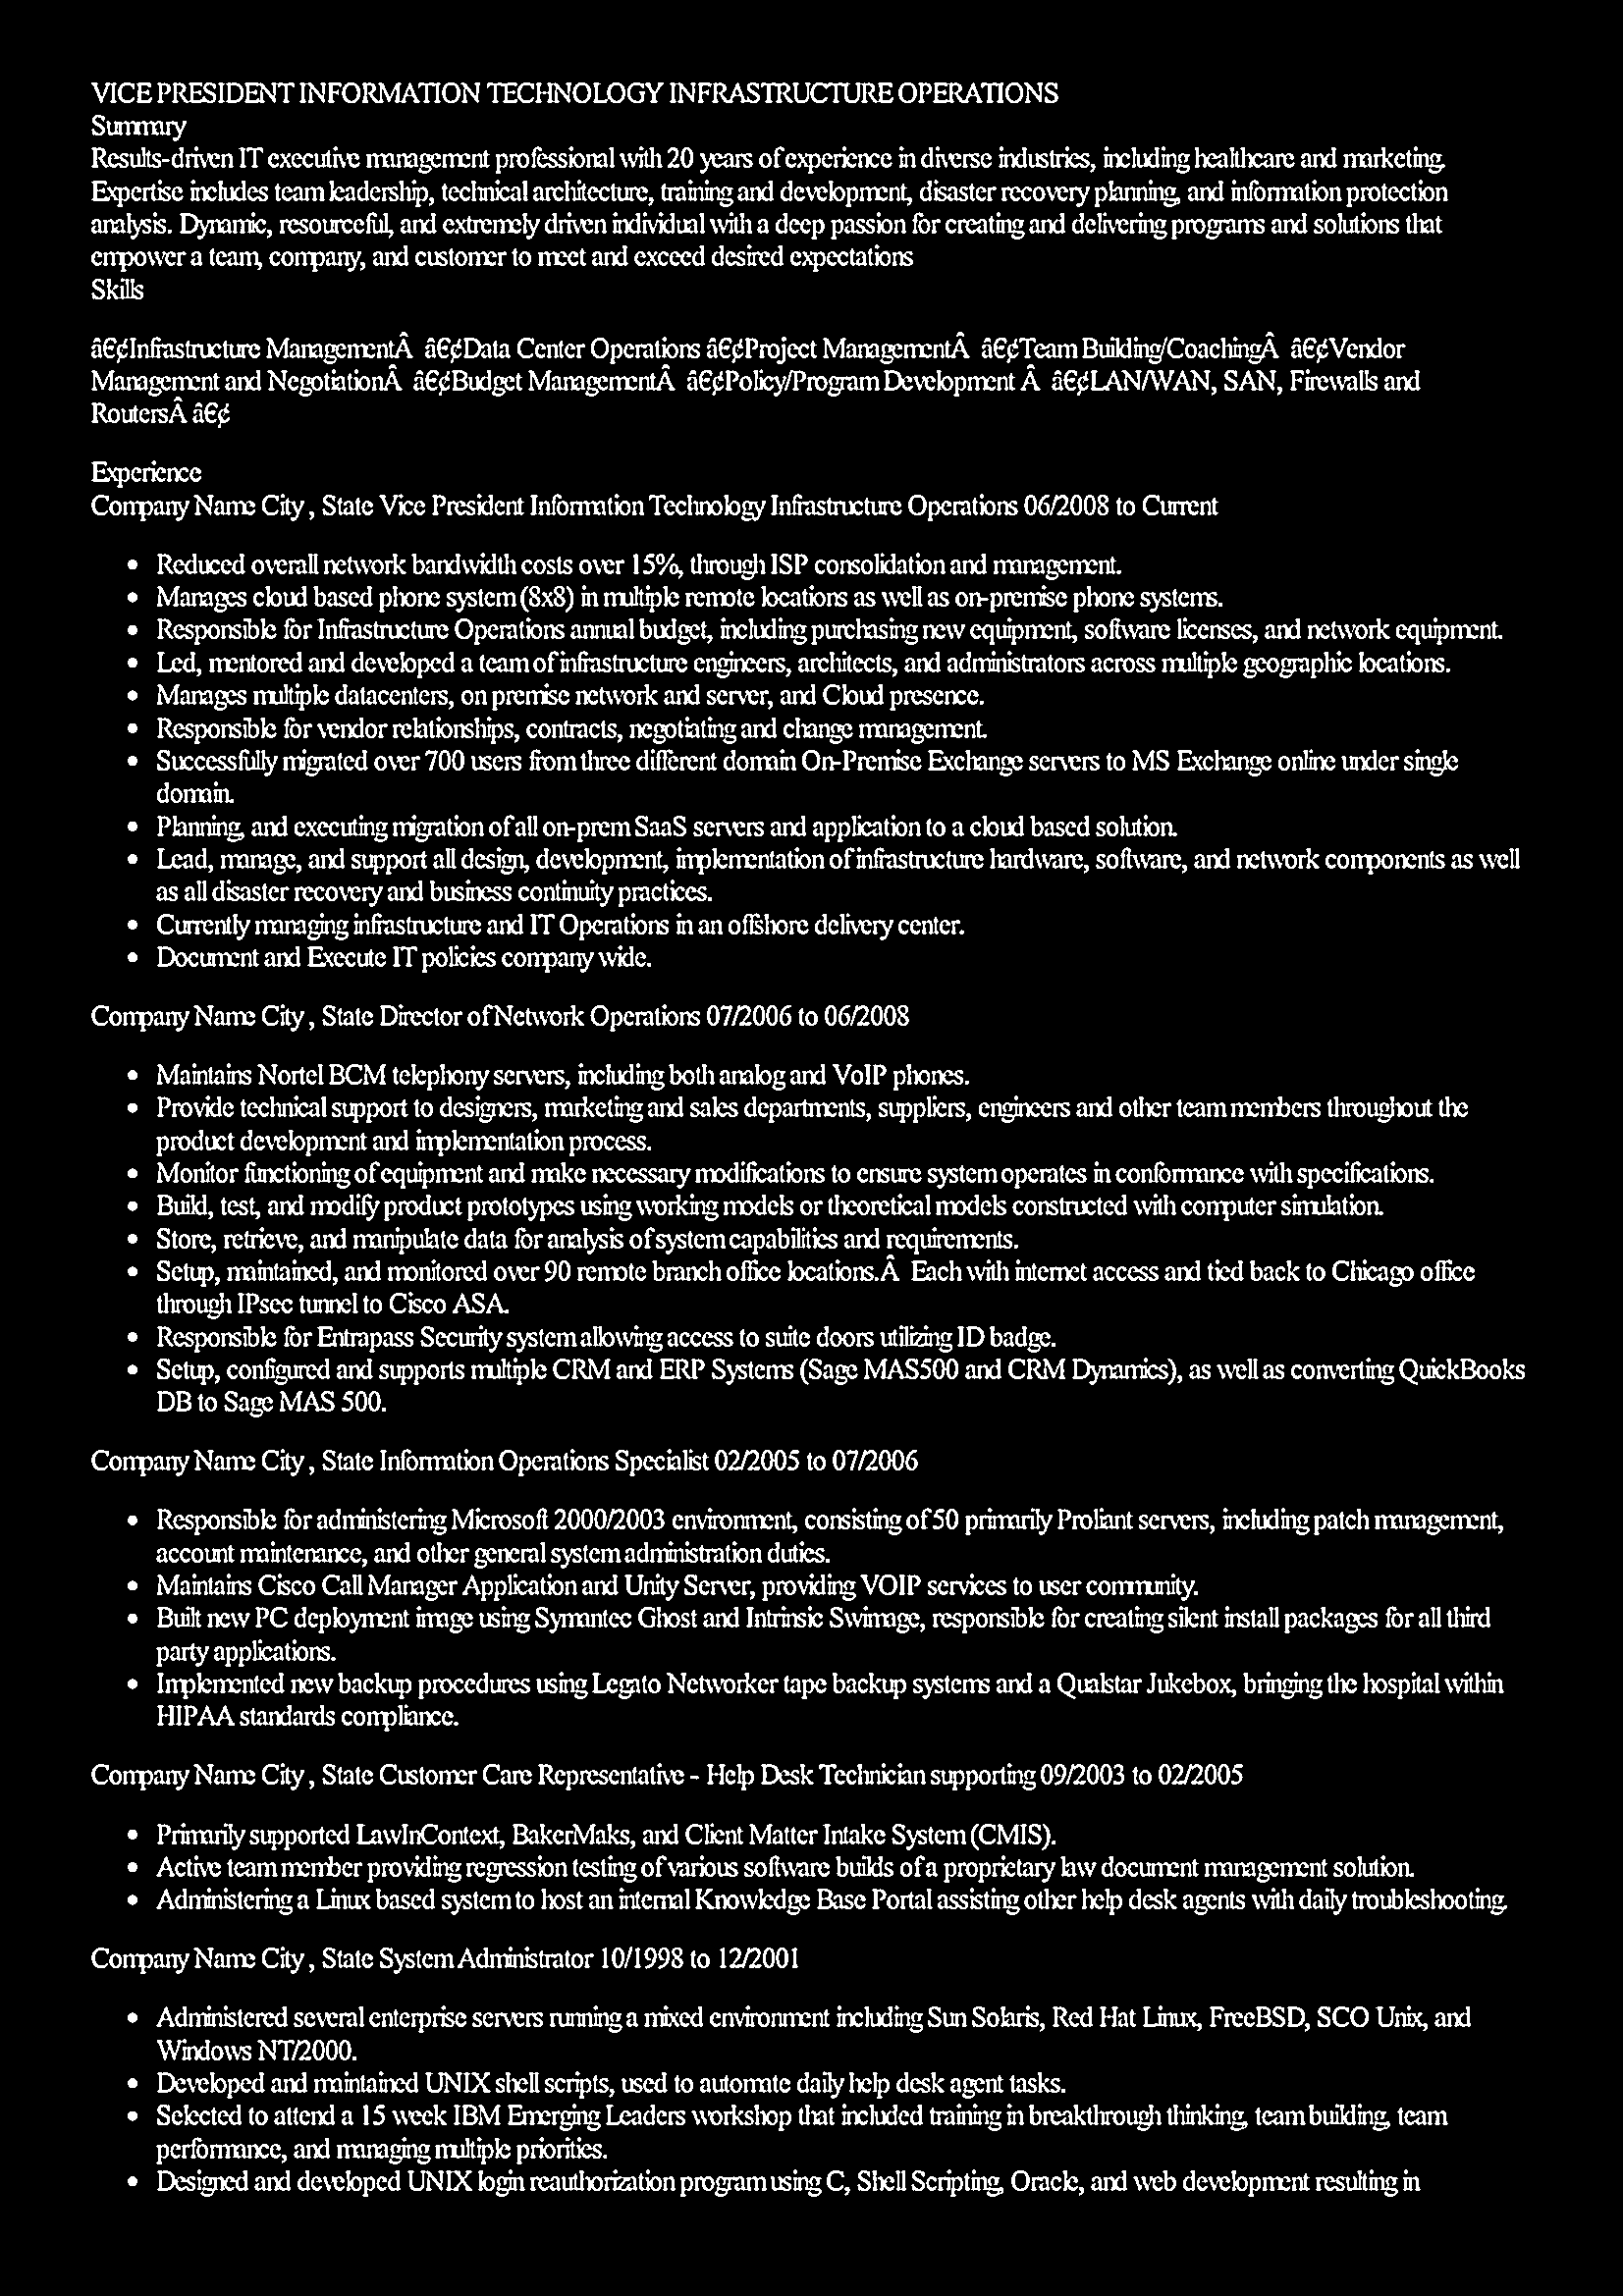 VICE PRESIDENT INFORMATION TECHNOLOGY INFRASTRUCTURE OPERATIONS
Summary
Results-driven IT executive management professional with 20 years of experience in diverse industries, including healthcare and marketing.
Expertise includes team leadership, technical architecture, training and development, disaster recovery planning, and information protection
analysis. Dynamic, resourceful, and extremely driven individual with a deep passion for creating and delivering programs and solutions that
empower a team, company, and customer to meet and exceed desired expectations
Skills
â€¢Infrastructure ManagementÂ â€¢Data Center Operations â€¢Project ManagementÂ â€¢Team Building/CoachingÂ â€¢Vendor
Management and NegotiationÂ â€¢Budget ManagementÂ â€¢Policy/Program Development Â â€¢LAN/WAN, SAN, Firewalls and
RoutersÂ â€¢
Experience
Company Name City , State Vice President Information Technology Infrastructure Operations 06/2008 to Current
• Reduced overall network bandwidth costs over 15%, through ISP consolidation and management.
• Manages cloud based phone system (8x8) in multiple remote locations as well as on-premise phone systems.
• Responsible for Infrastructure Operations annual budget, including purchasing new equipment, software licenses, and network equipment.
• Led, mentored and developed a team of infrastructure engineers, architects, and administrators across multiple geographic locations.
• Manages multiple datacenters, on premise network and server, and Cloud presence.
• Responsible for vendor relationships, contracts, negotiating and change management.
• Successfully migrated over 700 users from three different domain On-Premise Exchange servers to MS Exchange online under single
domain.
• Planning, and executing migration of all on-prem SaaS servers and application to a cloud based solution.
• Lead, manage, and support all design, development, implementation of infrastructure hardware, software, and network components as well
as all disaster recovery and business continuity practices.
• Currently managing infrastructure and IT Operations in an offshore delivery center.
• Document and Execute IT policies company wide.
Company Name City , State Director of Network Operations 07/2006 to 06/2008
• Maintains Nortel BCM telephony servers, including both analog and VoIP phones.
• Provide technical support to designers, marketing and sales departments, suppliers, engineers and other team members throughout the
product development and implementation process.
• Monitor functioning of equipment and make necessary modifications to ensure system operates in conformance with specifications.
• Build, test, and modify product prototypes using working models or theoretical models constructed with computer simulation.
• Store, retrieve, and manipulate data for analysis of system capabilities and requirements.
• Setup, maintained, and monitored over 90 remote branch office locations.Â Each with internet access and tied back to Chicago office
through IPsec tunnel to Cisco ASA.
• Responsible for Entrapass Security system allowing access to suite doors utilizing ID badge.
• Setup, configured and supports multiple CRM and ERP Systems (Sage MAS500 and CRM Dynamics), as well as converting QuickBooks
DB to Sage MAS 500.
Company Name City , State Information Operations Specialist 02/2005 to 07/2006
• Responsible for administering Microsoft 2000/2003 environment, consisting of 50 primarily Proliant servers, including patch management,
account maintenance, and other general system administration duties.
• Maintains Cisco Call Manager Application and Unity Server, providing VOIP services to user community.
• Built new PC deployment image using Symantec Ghost and Intrinsic Swimage, responsible for creating silent install packages for all third
party applications.
• Implemented new backup procedures using Legato Networker tape backup systems and a Qualstar Jukebox, bringing the hospital within
HIPAA standards compliance.
Company Name City , State Customer Care Representative - Help Desk Technician supporting 09/2003 to 02/2005
• Primarily supported LawInContext, BakerMaks, and Client Matter Intake System (CMIS).
• Active team member providing regression testing of various software builds of a proprietary law document management solution.
• Administering a Linux based system to host an internal Knowledge Base Portal assisting other help desk agents with daily troubleshooting.
Company Name City , State System Administrator 10/1998 to 12/2001
• Administered several enterprise servers running a mixed environment including Sun Solaris, Red Hat Linux, FreeBSD, SCO Unix, and
Windows NT/2000.
• Developed and maintained UNIX shell scripts, used to automate daily help desk agent tasks.
• Selected to attend a 15 week IBM Emerging Leaders workshop that included training in breakthrough thinking, team building, team
performance, and managing multiple priorities.
• Designed and developed UNIX login reauthorization program using C, Shell Scripting, Oracle, and web development resulting in